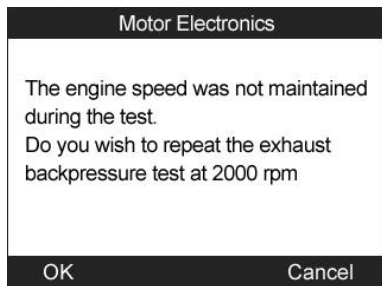 Motor Electronics
The engine speed was not maintained
during the test.
Do you wish to repeat the exhaust
backpressure test at 2000 rpm
OK Cancel